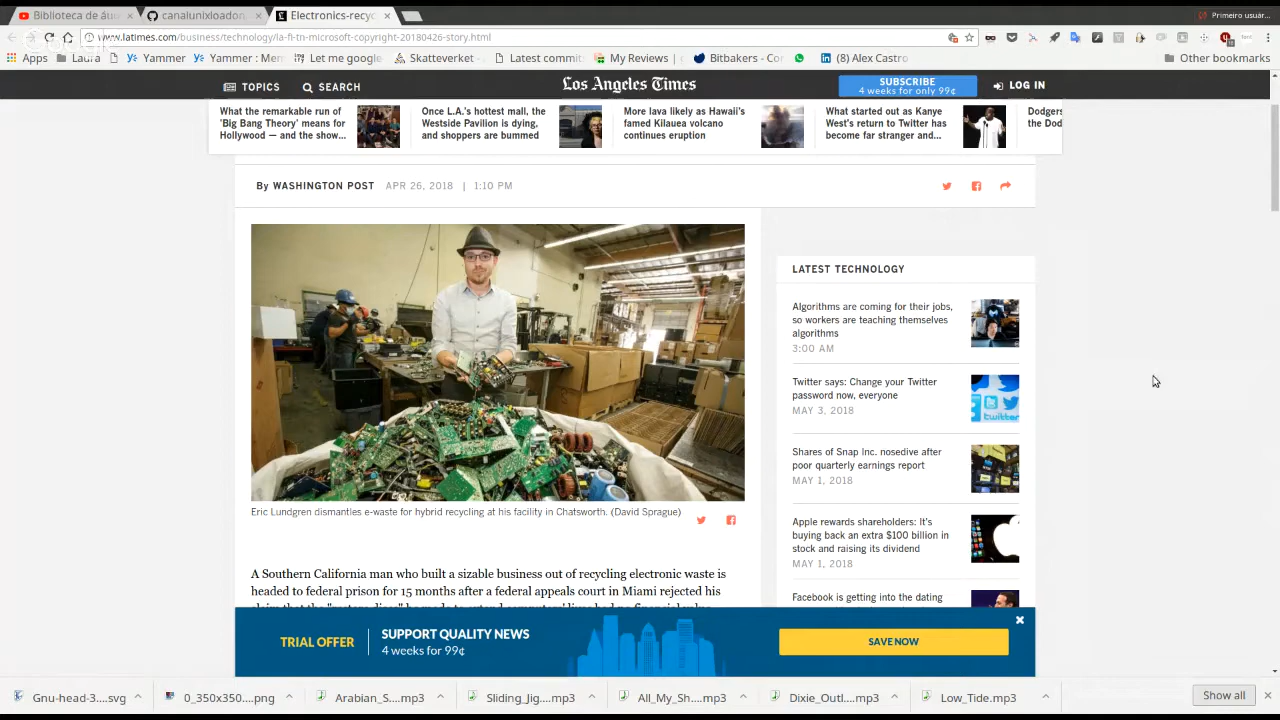 Biblioteca de áu
canalunixloadon
Electronics-recyc
Primeiro usuár...
www.latimes.com/business/technology/la-fi-tn-microsoft-copyright-20180426-story.html
Apps
Laura
Yammer
Yammer : Mem
Let me google
Skatteverket -
Latest commits
My Reviews |
Bitbakers - Con
(8) Alex Castro
Other bookmarks
TOPICS
SEARCH
Los Angeles Times
SUBSCRIBE
4 weeks for only 99¢
LOG IN
What the remarkable run of
'Big Bang Theory' means for
Hollywood — and the show...
Once L.A.'s hottest mall, the
Westside Pavilion is dying,
and shoppers are bummed
More lava likely as Hawaii's
famed Kilauea volcano
continues eruption
What started out as Kanye
West's return to Twitter has
become far stranger and...
Dodgers
the Dod
By WASHINGTON POST APR 26, 2018 | 1:10 PM
Eric Lundgren dismantles e-waste for hybrid recycling at his facility in Chatsworth. (David Sprague)
A Southern California man who built a sizable business out of recycling electronic waste is
headed to federal prison for 15 months after a federal appeals court in Miami rejected his
LATEST TECHNOLOGY
Algorithms are coming for their jobs,
so workers are teaching themselves
algorithms
3:00 AM
Twitter says: Change your Twitter
password now, everyone
MAY 3, 2018
twitter
Shares of Snap Inc. nosedive after
poor quarterly earnings report
MAY 1, 2018
Apple rewards shareholders: It's
buying back an extra $100 billion in
stock and raising its dividend
MAY 1, 2018
Facebook is getting into the dating
TRIAL OFFER
SUPPORT QUALITY NEWS
4 weeks for 99¢
SAVE NOW
Gnu-head-3....svg
0_350x350....png
Arabian_S....mp3
Sliding_Jig....mp3
All_My_Sh....mp3
Dixie_Outl....mp3
Low_Tide.mp3
Show all